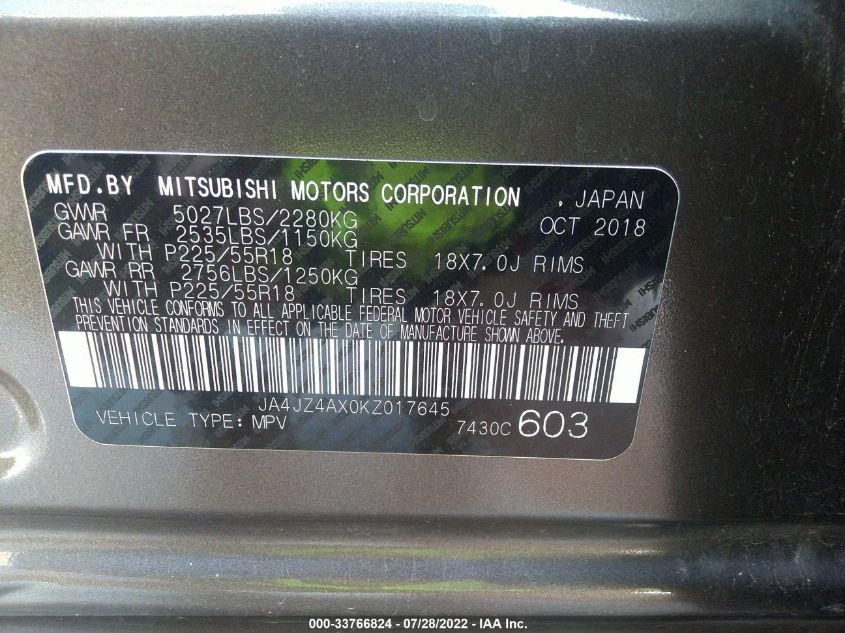 MFD.BY MITSUBISHI MOTORS CORPORATION . JAPAN
GVWR 5027LBS/2280KG OCT 2018
GAWR FR 2535LBS/1150KG
WITH P225/55R18 TIRES 18X7.0J RIMS
GAWR RR 2756LBS/1250KG
WITH P225/55R18 TIRES 18X7.0J RIMS
THIS VEHICLE CONFORMS TO ALL APPLICABLE FEDERAL MOTOR VEHICLE SAFETY AND THEFT
PREVENTION STANDARDS IN EFFECT ON THE DATE OF MANUFACTURE SHOWN ABOVE.
JA4JZ4AX0KZ017645
VEHICLE TYPE: MPV 7430C 603
000-33766824 - 07/28/2022 - IAA Inc.